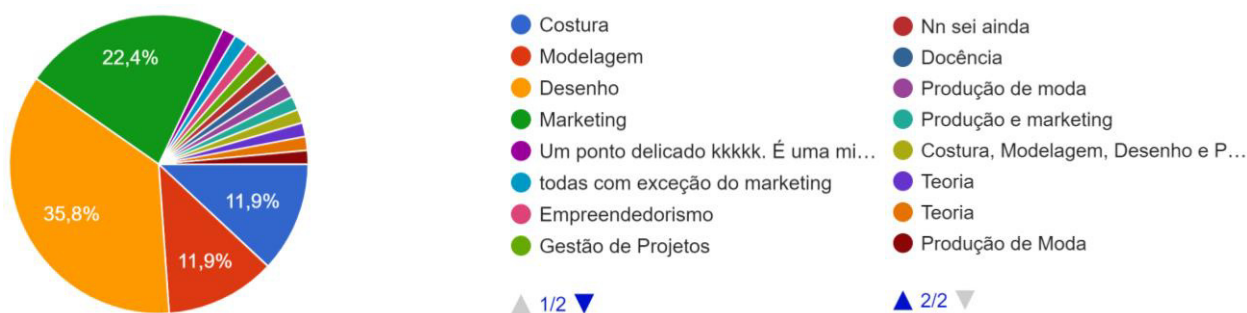 22,4%
35,8%
11,9%
11,9%
Costura
Modelagem
Desenho
Marketing
Um ponto delicado kkkkk. É uma mi...
todas com exceção do marketing
Empreendedorismo
Gestão de Projetos
1/2
Nn sei ainda
Docência
Produção de moda
Produção e marketing
Costura, Modelagem, Desenho e P...
Teoria
Teoria
Produção de Moda
2/2